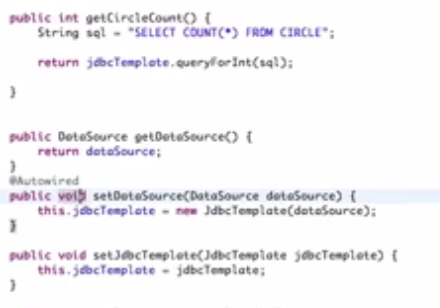 public int getCircleCount() {
String sql = "SELECT COUNT(*) FROM CIRCLE";
return jdbcTemplate.queryForInt(sql);
}
public DataSource getDataSource() {
return dataSource;
}
@Autowired
public void setDataSource(DataSource dataSource) {
this.jdbcTemplate = new JdbcTemplate(dataSource);
}
public void setJdbcTemplate(JdbcTemplate jdbcTemplate) {
this.jdbcTemplate = jdbcTemplate;
}